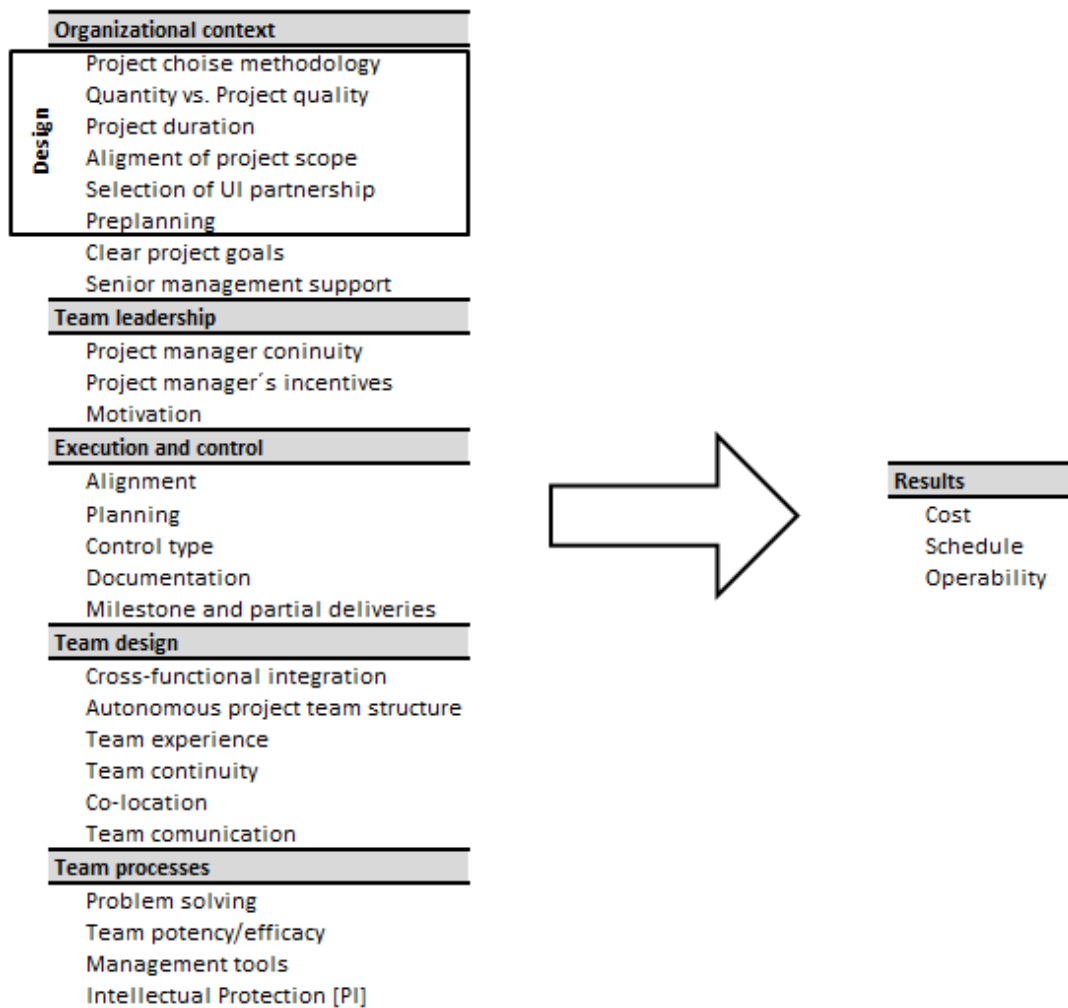 Organizational context
Design
Project choise methodology
Quantity vs. Project quality
Project duration
Aligment of project scope
Selection of UI partnership
Preplanning
Clear project goals
Senior management support
Team leadership
Project manager coninuity
Project manager´s incentives
Motivation
Execution and control
Alignment
Planning
Control type
Documentation
Milestone and partial deliveries
Team design
Cross-functional integration
Autonomous project team structure
Team experience
Team continuity
Co-location
Team comunication
Team processes
Problem solving
Team potency/efficacy
Management tools
Intellectual Protection [PI]
Results
Cost
Schedule
Operability